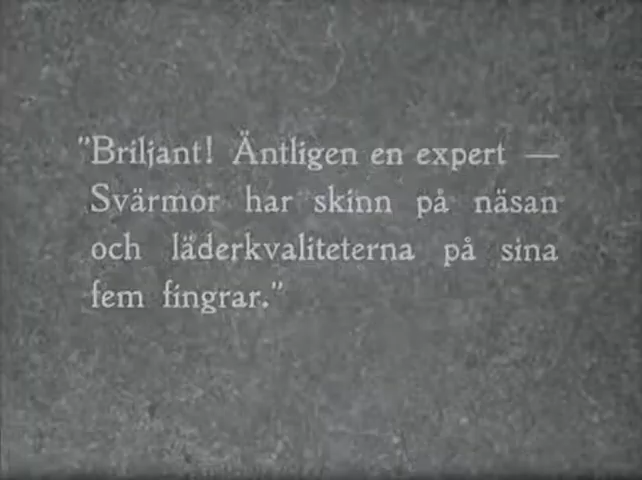 "Briljant! Äntligen en expert —
Svärmor har skinn på näsan
och läderkvaliteterna på sina
fem fingrar."